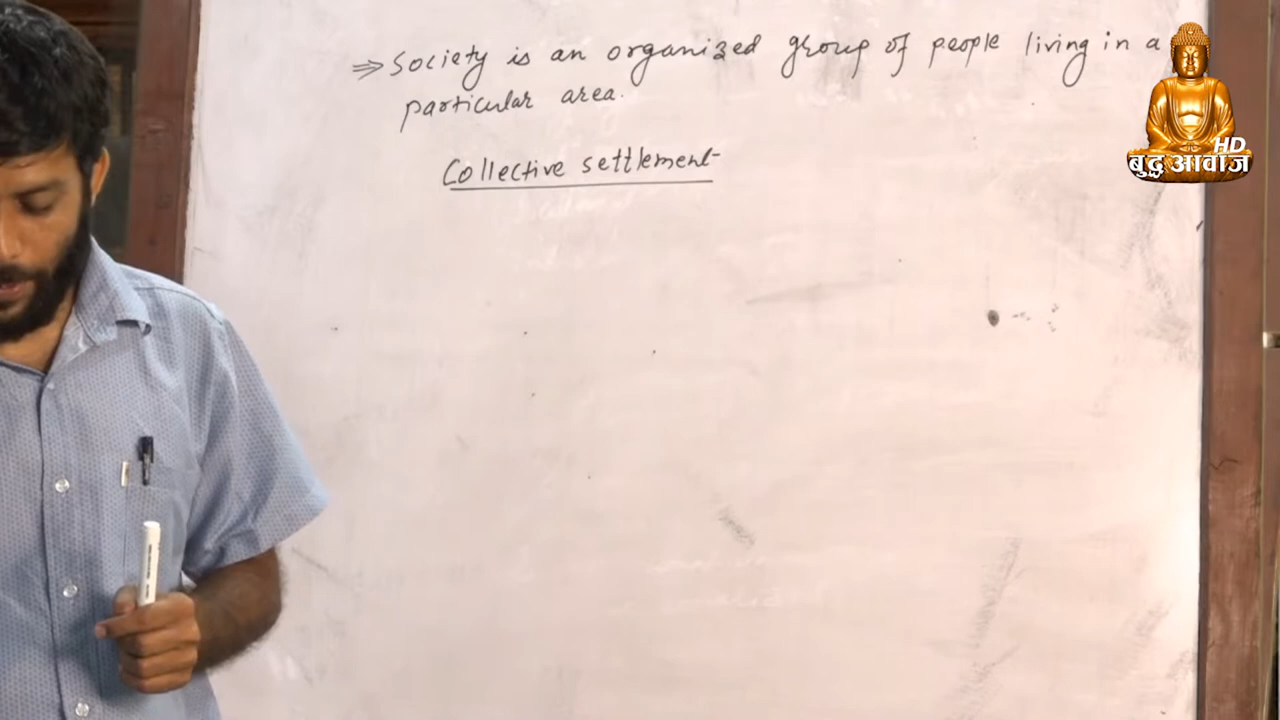 ⇒ Society is an organized group of people living in a
particular area.
Collective settlement
HD
बुद्ध आवाज